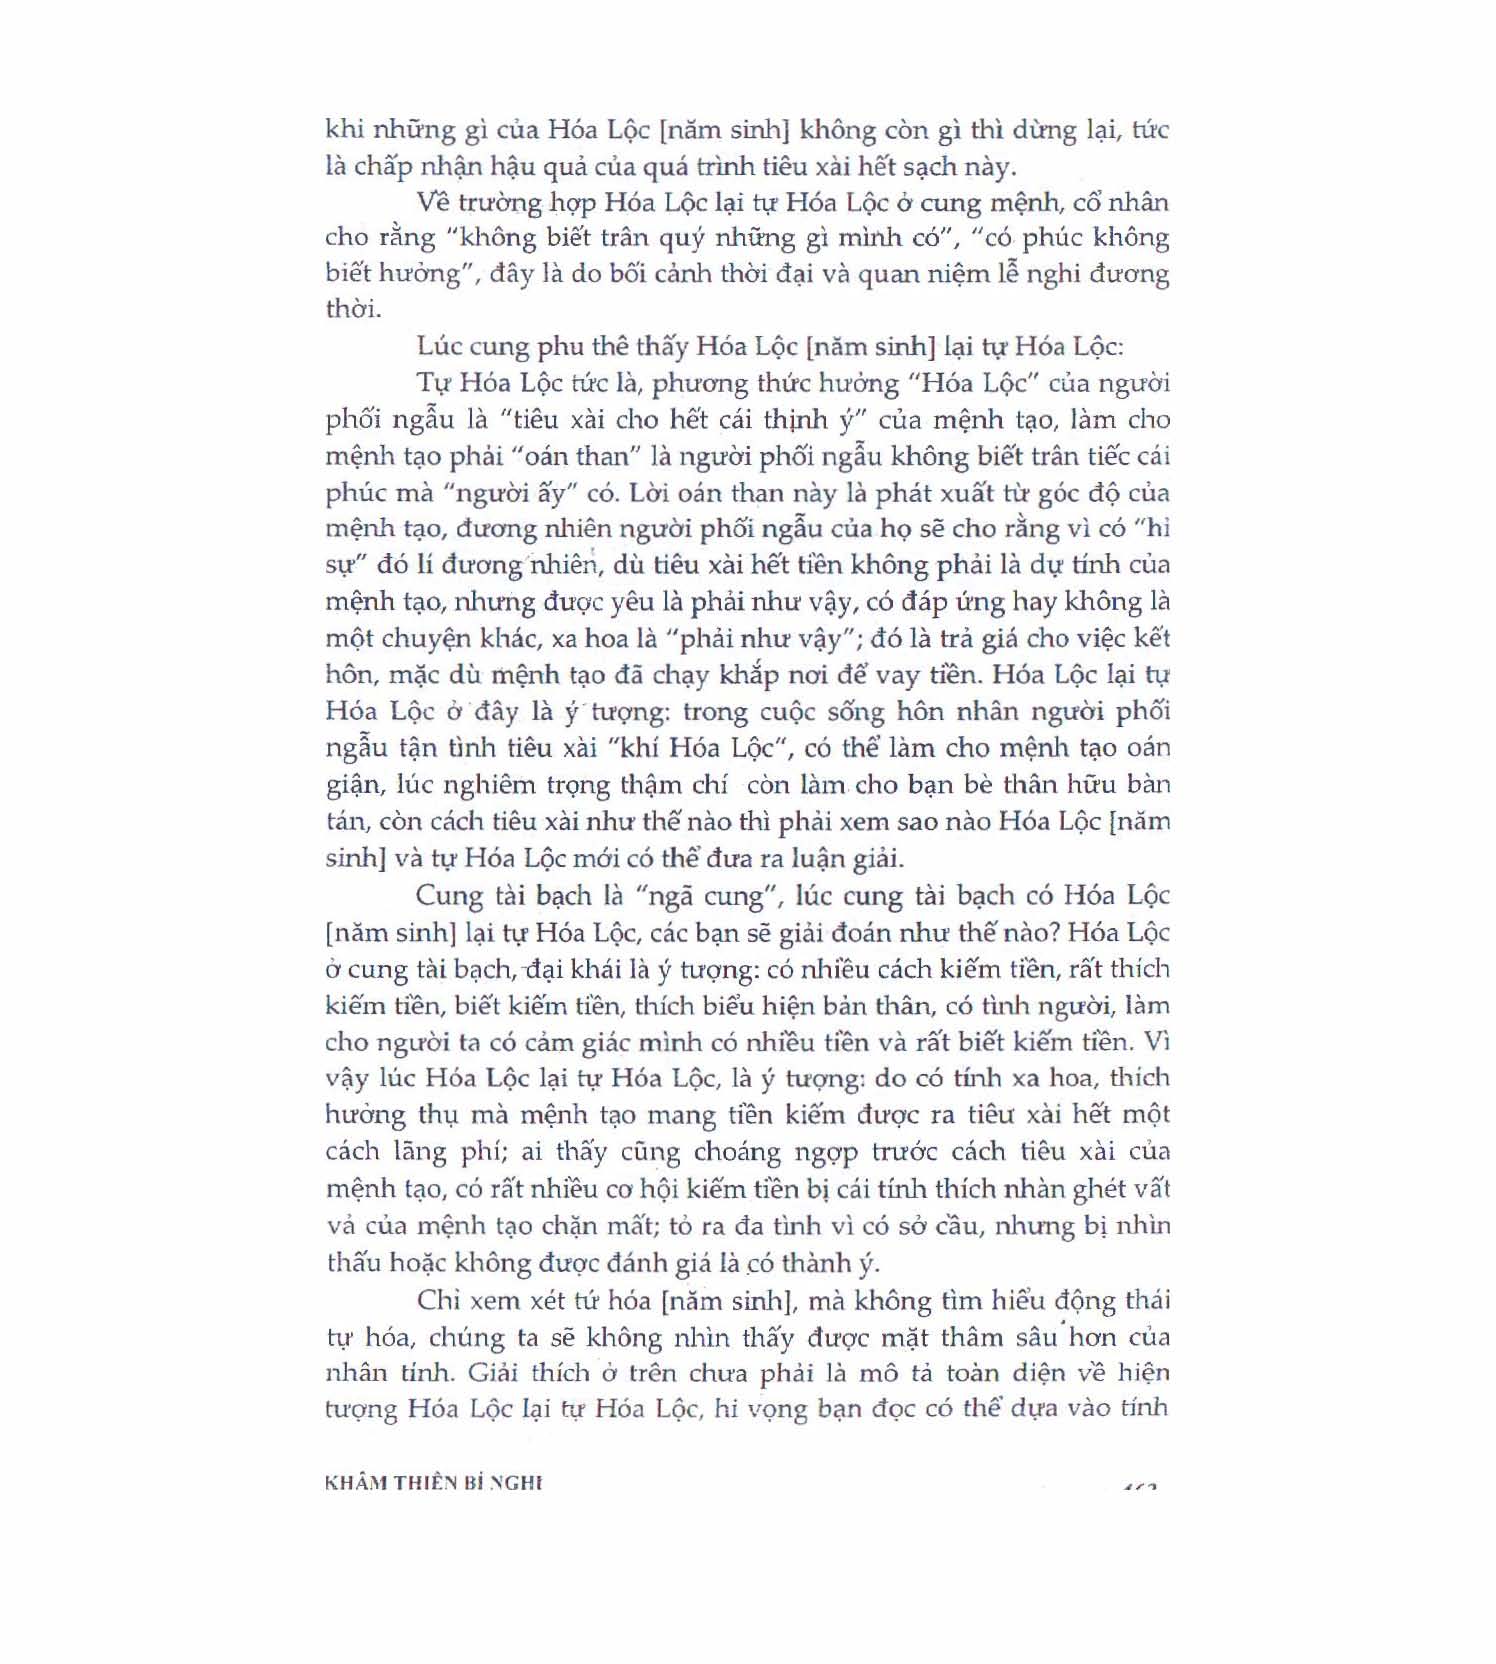 khi những gì của Hóa Lộc [năm sinh] không còn gì thì dừng lại, tức
là chấp nhận hậu quả của quá trình tiêu xài hết sạch này.
Về trường hợp Hóa Lộc lại tự Hóa Lộc ở cung mệnh, cổ nhân
cho rằng "không biết trân quý những gì mình có", "có phúc không
biết hưởng", đây là do bối cảnh thời đại và quan niệm lễ nghi đương
thời.
Lúc cung phu thê thấy Hóa Lộc [năm sinh] lại tự Hóa Lộc:
Tự Hóa Lộc tức là, phương thức hưởng "Hóa Lộc" của người
phối ngẫu là "tiêu xài cho hết cái thịnh ý" của mệnh tạo, làm cho
mệnh tạo phải "oán than" là người phối ngẫu không biết trân tiếc cái
phúc mà "người ấy" có. Lời oán than này là phát xuất từ góc độ của
mệnh tạo, đương nhiên người phối ngẫu của họ sẽ cho rằng vì có "hỉ
sự" đó lí đương nhiên, dù tiêu xài hết tiền không phải là dự tính của
mệnh tạo, nhưng được yêu là phải như vậy, có đáp ứng hay không là
một chuyện khác, xa hoa là "phải như vậy"; đó là trả giá cho việc kết
hôn, mặc dù mệnh tạo đã chạy khắp nơi để vay tiền. Hóa Lộc lại tự
Hóa Lộc ở đây là ý tượng: trong cuộc sống hôn nhân người phối
ngẫu tận tình tiêu xài "khí Hóa Lộc", có thể làm cho mệnh tạo oán
giận, lúc nghiêm trọng thậm chí còn làm cho bạn bè thân hữu bàn
tán, còn cách tiêu xài như thế nào thì phải xem sao nào Hóa Lộc [năm
sinh] và tự Hóa Lộc mới có thể đưa ra luận giải.
Cung tài bạch là "ngã cung", lúc cung tài bạch có Hóa Lộc
[năm sinh] lại tự Hóa Lộc, các bạn sẽ giải đoán như thế nào? Hóa Lộc
ở cung tài bạch, đại khái là ý tượng: có nhiều cách kiếm tiền, rất thích
kiếm tiền, biết kiếm tiền, thích biểu hiện bản thân, có tình người, làm
cho người ta có cảm giác mình có nhiều tiền và rất biết kiếm tiền. Vì
vậy lúc Hóa Lộc lại tự Hóa Lộc, là ý tượng: do có tính xa hoa, thích
hưởng thụ mà mệnh tạo mang tiền kiếm được ra tiêu xài hết một
cách lãng phí; ai thấy cũng choáng ngợp trước cách tiêu xài của
mệnh tạo, có rất nhiều cơ hội kiếm tiền bị cái tính thích nhàn ghét vất
vả của mệnh tạo chặn mất; tỏ ra đa tình vì có sở cầu, nhưng bị nhìn
thấu hoặc không được đánh giá là có thành ý.
Chỉ xem xét tứ hóa [năm sinh], mà không tìm hiểu động thái
tự hóa, chúng ta sẽ không nhìn thấy được mặt thâm sâu hơn của
nhân tính. Giải thích ở trên chưa phải là mô tả toàn diện về hiện
tượng Hóa Lộc lại tự Hóa Lộc, hi vọng bạn đọc có thể dựa vào tính
KHÂM THIÊN BÍ NGHI